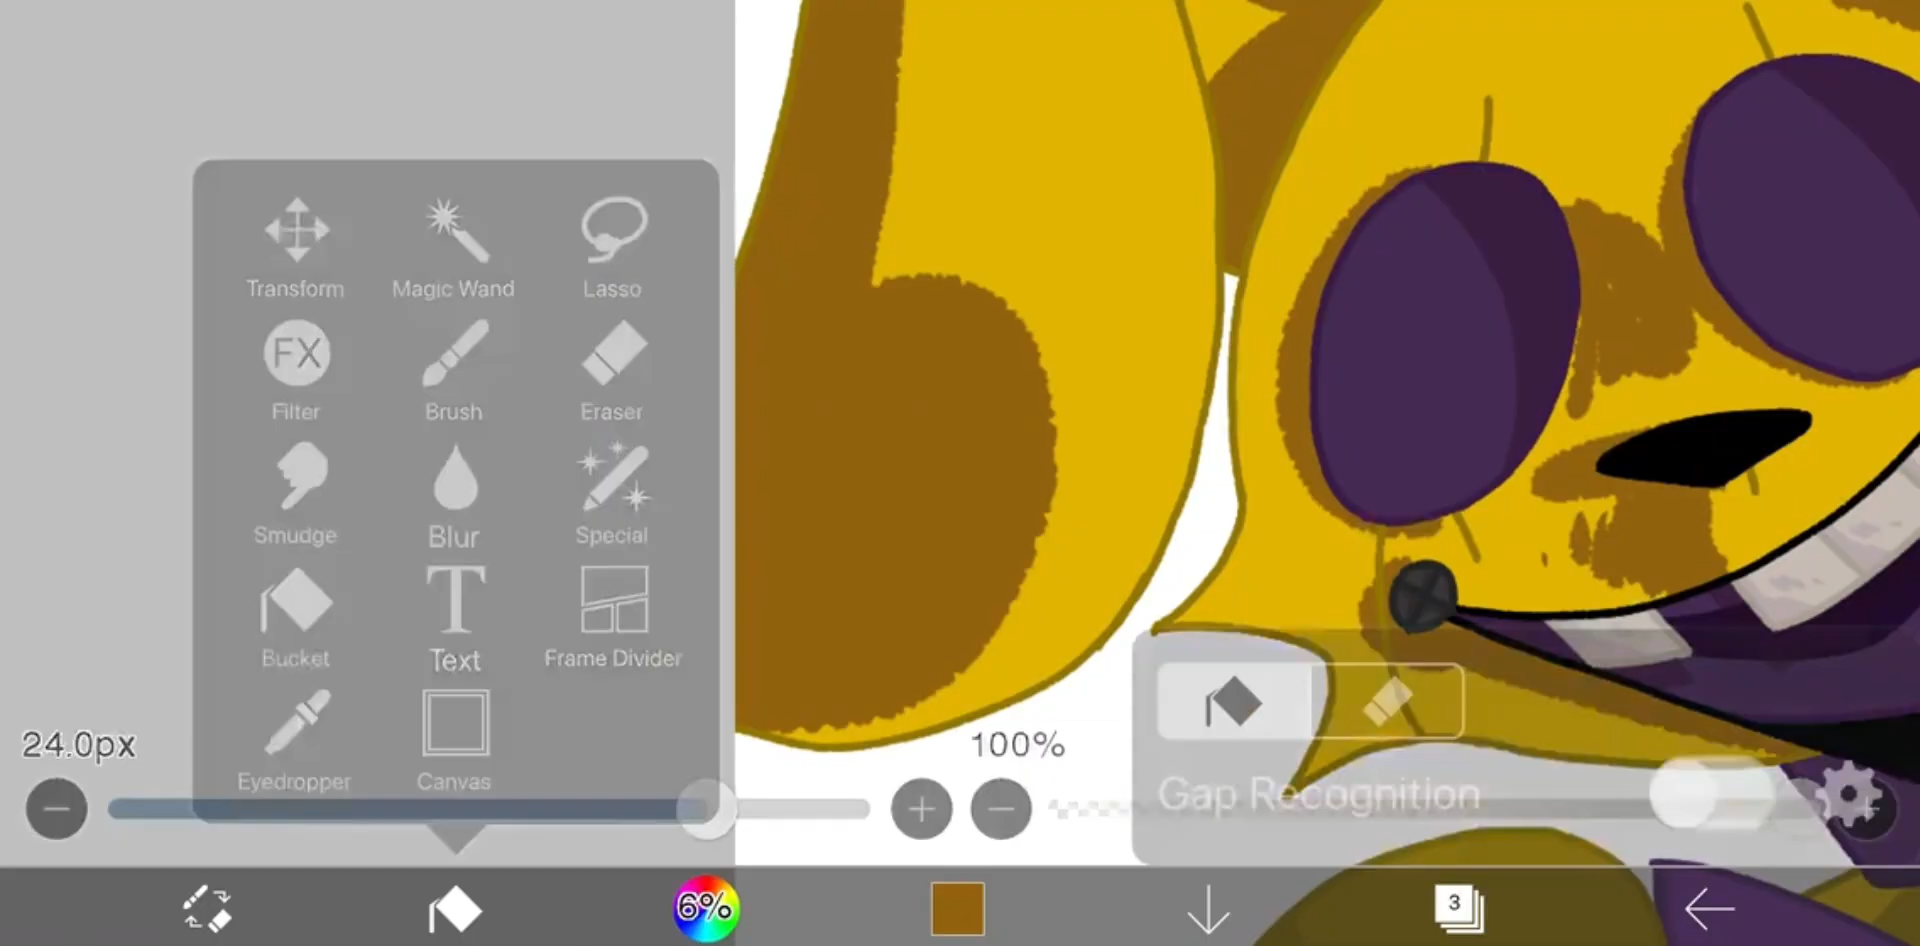 Transform Magic Wand Lasso
FX
Filter Brush Eraser
Smudge Blur Special
T
Bucket Text Frame Divider
Eyedropper Canvas
24.0px
100%
Gap Recognition
6%
3